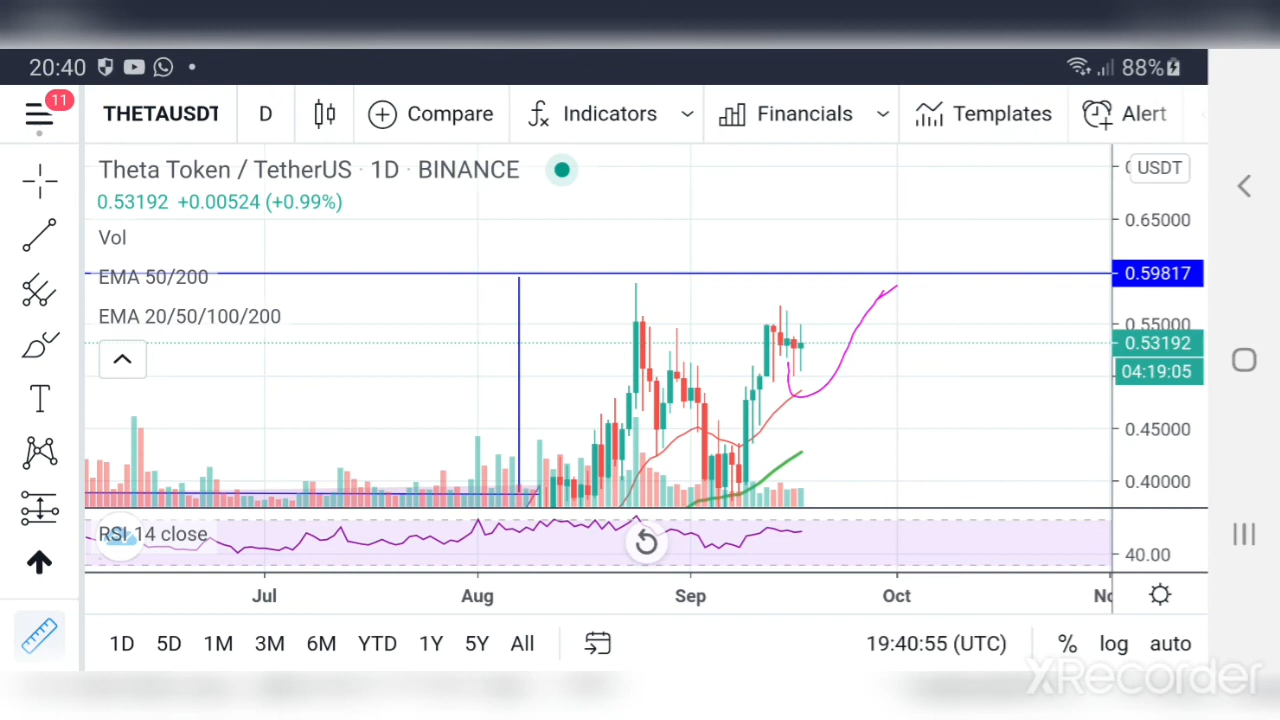 20:40
88%
11
THETAUSDT
D
Compare
Indicators
Financials
Templates
Alert
Theta Token / TetherUS · 1D · BINANCE
USDT
0.53192 +0.00524 (+0.99%)
0.65000
Vol
EMA 50/200
0.59817
EMA 20/50/100/200
0.55000
0.53192
04:19:05
0.45000
0.40000
RSI 14 close
40.00
Jul
Aug
Sep
Oct
1D 5D 1M 3M 6M YTD 1Y 5Y All
19:40:55 (UTC)
% log auto
XRecorder